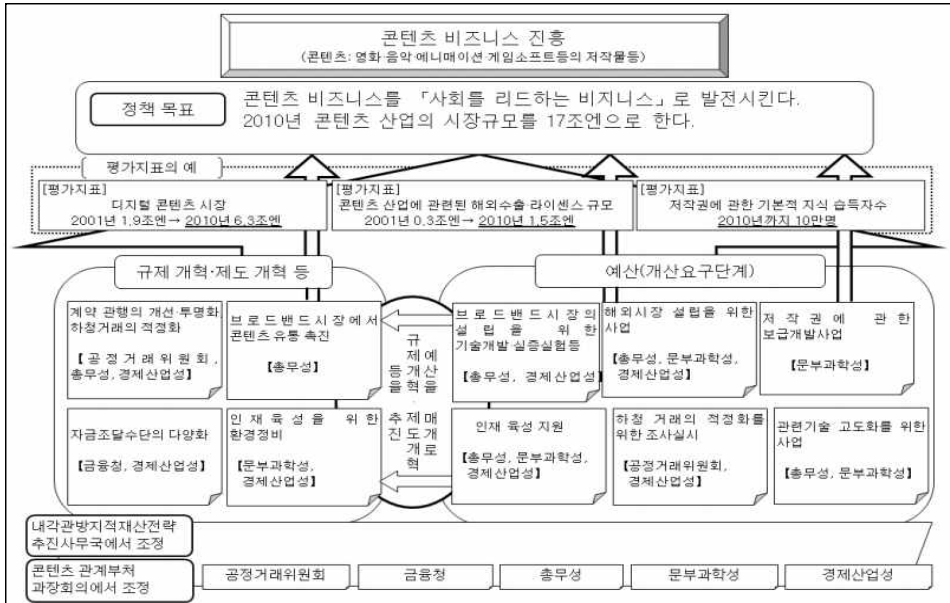 콘텐츠 비즈니스 진흥
(콘텐츠: 영화·음악·에니매이션·게임소프트등의 저작물등)
정책 목표
콘텐츠 비즈니스를 「사회를 리드하는 비지니스」로 발전시킨다.
2010년 콘텐츠 산업의 시장규모를 17조엔으로 한다.
평가지표의 예
[평가지표]
디지털 콘텐츠 시장
2001년 1.9조엔→ 2010년 6.3조엔
[평가지표]
콘텐츠 산업에 관련된 해외수출 라이센스 규모
2001년 0.3조엔→ 2010년 1.5조엔
[평가지표]
저작권에 관한 기본적 지식 습득자수
2010년까지 10만명
규제 개혁·제도 개혁 등
계약 관행의 개선·투명화,
하청거래의 적정화
【공정거래위원회,
총무성, 경제산업성】
브로드밴드시장에서
콘텐츠 유통 촉진
【총무성】
자금조달수단의 다양화
【금융청, 경제산업성】
인재 육성을 위한
환경정비
【문부과학성,
경제산업성】
규제개혁·제도개혁
등을 추진
예산을 매개로
예산(개산요구단계)
브로드밴드시장의
설립을 위한
기술개발·실증실험등
【총무성, 경제산업성】
해외시장 설립을 위한
사업
【총무성, 문부과학성,
경제산업성】
저작권에 관한
보급개발사업
【문부과학성】
인재 육성 지원
【총무성, 문부과학성,
경제산업성】
하청 거래의 적정화를
위한 조사실시
【공정거래위원회,
경제산업성】
관련기술 고도화를 위한
사업
【총무성, 문부과학성】
내각관방지적재산전략
추진사무국에서 조정
콘텐츠 관계부처
과장회의에서 조정
공정거래위원회
금융청
총무성
문부과학성
경제산업성